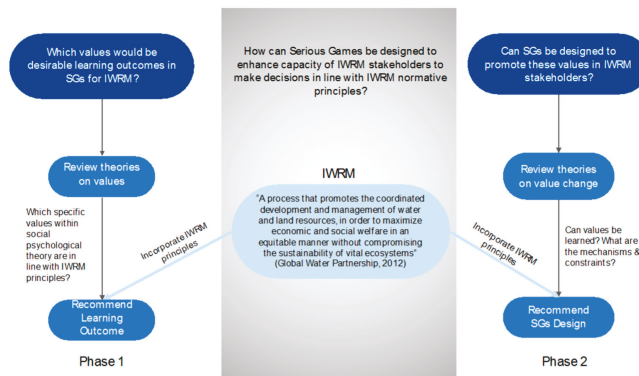 Which values would be
desirable learning outcomes in
SGs for IWRM?
Review theories
on values
Which specific
values within
social
psychological
theory are in
line with IWRM
principles?
Incorporate IWRM
principles
Recommend
Learning
Outcome
Phase 1
How can Serious Games be designed to
enhance capacity of IWRM stakeholders to
make decisions in line with IWRM normative
principles?
IWRM
“A process that promotes the coordinated
development and management of water
and land resources, in order to maximize
economic and social welfare in an
equitable manner without compromising
the sustainability of vital ecosystems”
(Global Water Partnership, 2012)
Can SGs be designed to
promote these values in IWRM
stakeholders?
Review theories
on value change
Can values be
learned? What are
the mechanisms &
constraints?
Incorporate IWRM
principles
Recommend
SGs Design
Phase 2